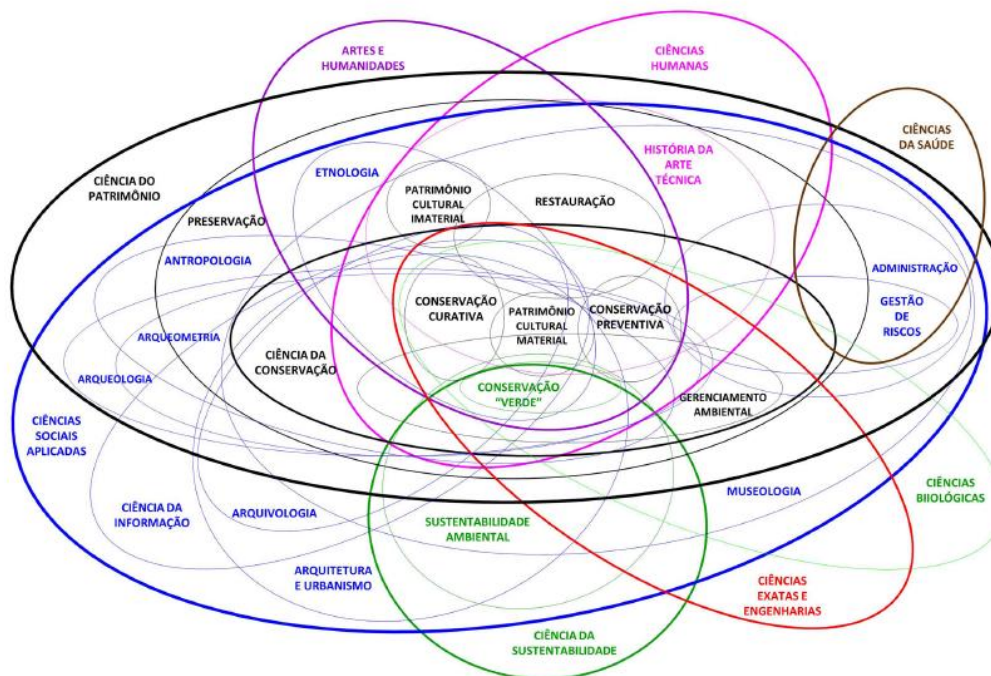 ARTES E
HUMANIDADES
CIÊNCIAS
HUMANAS
CIÊNCIAS
DA SAÚDE
HISTÓRIA DA
ARTE
TÉCNICA
ETNOLOGIA
CIÊNCIA DO
PATRIMÔNIO
PATRIMÔNIO
CULTURAL
IMATERIAL
RESTAURAÇÃO
PRESERVAÇÃO
ANTROPOLOGIA
ADMINISTRAÇÃO
GESTÃO
DE
RISCOS
CONSERVAÇÃO
CURATIVA
PATRIMÔNIO
CULTURAL
MATERIAL
CONSERVAÇÃO
PREVENTIVA
ARQUEOMETRIA
CIÊNCIA DA
CONSERVAÇÃO
ARQUEOLOGIA
CONSERVAÇÃO
"VERDE"
GERENCIAMENTO
AMBIENTAL
CIÊNCIAS
SOCIAIS
APLICADAS
CIÊNCIAS
BIIOLÓGICAS
MUSEOLOGIA
CIÊNCIA DA
INFORMAÇÃO
ARQUIVOLOGIA
SUSTENTABILIDADE
AMBIENTAL
ARQUITETURA
E URBANISMO
CIÊNCIAS
EXATAS E
ENGENHARIAS
CIÊNCIA DA
SUSTENTABILIDADE